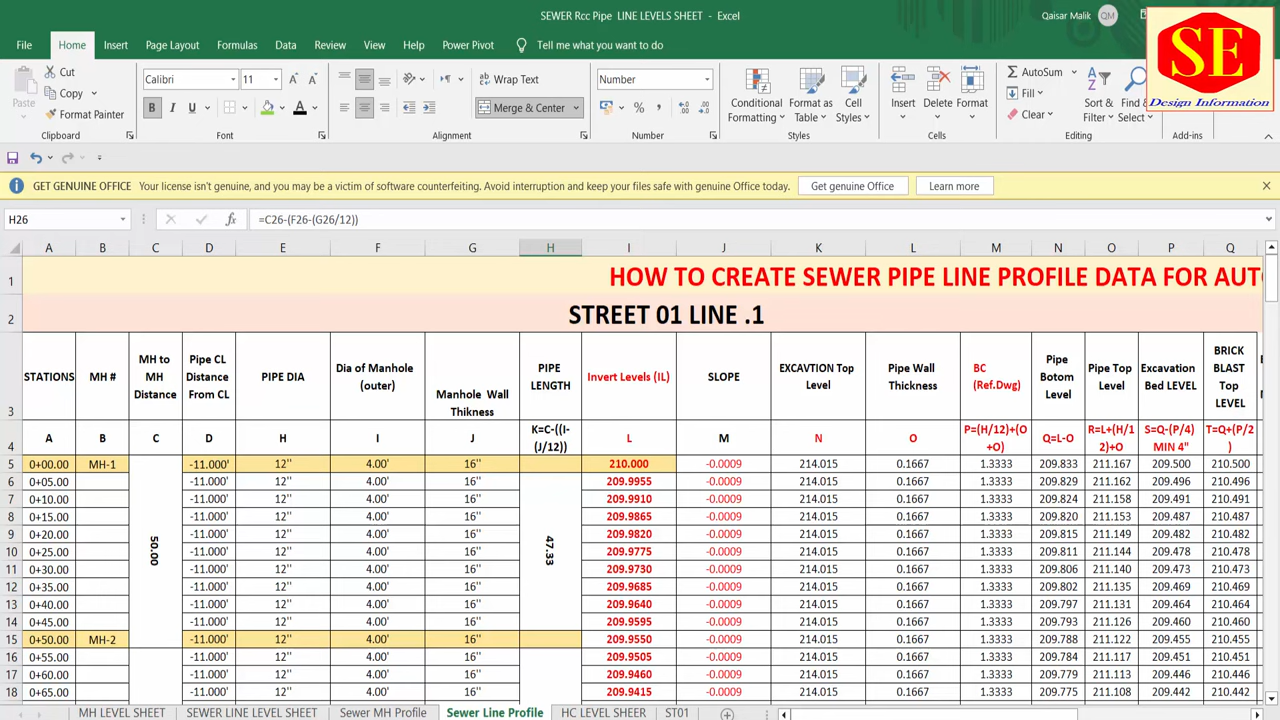 SEWER Rcc Pipe LINE LEVELS SHEET - Excel
Qaisar Malik QM
File Home Insert Page Layout Formulas Data Review View Help Power Pivot Tell me what you want to do
SE
Design Information
Paste
Cut
Copy
Format Painter
Calibri 11
Wrap Text
Merge & Center
Number
Conditional Formatting
Format as Table
Cell Styles
Insert
Delete
Format
AutoSum
Fill
Clear
Sort & Filter
Find & Select
Clipboard Font Alignment Number Styles Cells Editing Add-ins
GET GENUINE OFFICE Your license isn't genuine, and you may be a victim of software counterfeiting. Avoid interruption and keep your files safe with genuine Office today. Get genuine Office Learn more
H26 fx =C26-(F26-(G26/12))
A B C D E F G H I J K L M N O P Q
1 HOW TO CREATE SEWER PIPE LINE PROFILE DATA FOR AUT
2 STREET 01 LINE .1
3 STATIONS MH # MH to MH Distance Pipe CL Distance From CL PIPE DIA Dia of Manhole (outer) Manhole Wall Thikness PIPE LENGTH Invert Levels (IL) SLOPE EXCAVTION Top Level Pipe Wall Thickness BC (Ref.Dwg) Pipe Botom Level Pipe Top Level Excavation Bed LEVEL BRICK BLAST Top LEVEL
4 A B C D H I J K=C-((I-(J/12)) L M N O P=(H/12)+(O+O) Q=L-O R=L+(H/12)+O S=Q-(P/4) MIN 4" T=Q+(P/2)
5 0+00.00 MH-1 -11.000' 12'' 4.00' 16'' 210.000 -0.0009 214.015 0.1667 1.3333 209.833 211.167 209.500 210.500
6 0+05.00 -11.000' 12'' 4.00' 16'' 209.9955 -0.0009 214.015 0.1667 1.3333 209.829 211.162 209.496 210.496
7 0+10.00 -11.000' 12'' 4.00' 16'' 209.9910 -0.0009 214.015 0.1667 1.3333 209.824 211.158 209.491 210.491
8 0+15.00 -11.000' 12'' 4.00' 16'' 209.9865 -0.0009 214.015 0.1667 1.3333 209.820 211.153 209.487 210.487
9 0+20.00 -11.000' 12'' 4.00' 16'' 209.9820 -0.0009 214.015 0.1667 1.3333 209.815 211.149 209.482 210.482
10 0+25.00 50.00 -11.000' 12'' 4.00' 16'' 47.33 209.9775 -0.0009 214.015 0.1667 1.3333 209.811 211.144 209.478 210.478
11 0+30.00 -11.000' 12'' 4.00' 16'' 209.9730 -0.0009 214.015 0.1667 1.3333 209.806 211.140 209.473 210.473
12 0+35.00 -11.000' 12'' 4.00' 16'' 209.9685 -0.0009 214.015 0.1667 1.3333 209.802 211.135 209.469 210.469
13 0+40.00 -11.000' 12'' 4.00' 16'' 209.9640 -0.0009 214.015 0.1667 1.3333 209.797 211.131 209.464 210.464
14 0+45.00 -11.000' 12'' 4.00' 16'' 209.9595 -0.0009 214.015 0.1667 1.3333 209.793 211.126 209.460 210.460
15 0+50.00 MH-2 -11.000' 12'' 4.00' 16'' 209.9550 -0.0009 214.015 0.1667 1.3333 209.788 211.122 209.455 210.455
16 0+55.00 -11.000' 12'' 4.00' 16'' 209.9505 -0.0009 214.015 0.1667 1.3333 209.784 211.117 209.451 210.451
17 0+60.00 -11.000' 12'' 4.00' 16'' 209.9460 -0.0009 214.015 0.1667 1.3333 209.779 211.113 209.446 210.446
18 0+65.00 -11.000' 12'' 4.00' 16'' 209.9415 -0.0009 214.015 0.1667 1.3333 209.775 211.108 209.442 210.442
MH LEVEL SHEET SEWER LINE LEVEL SHEET Sewer MH Profile Sewer Line Profile HC LEVEL SHEER ST01